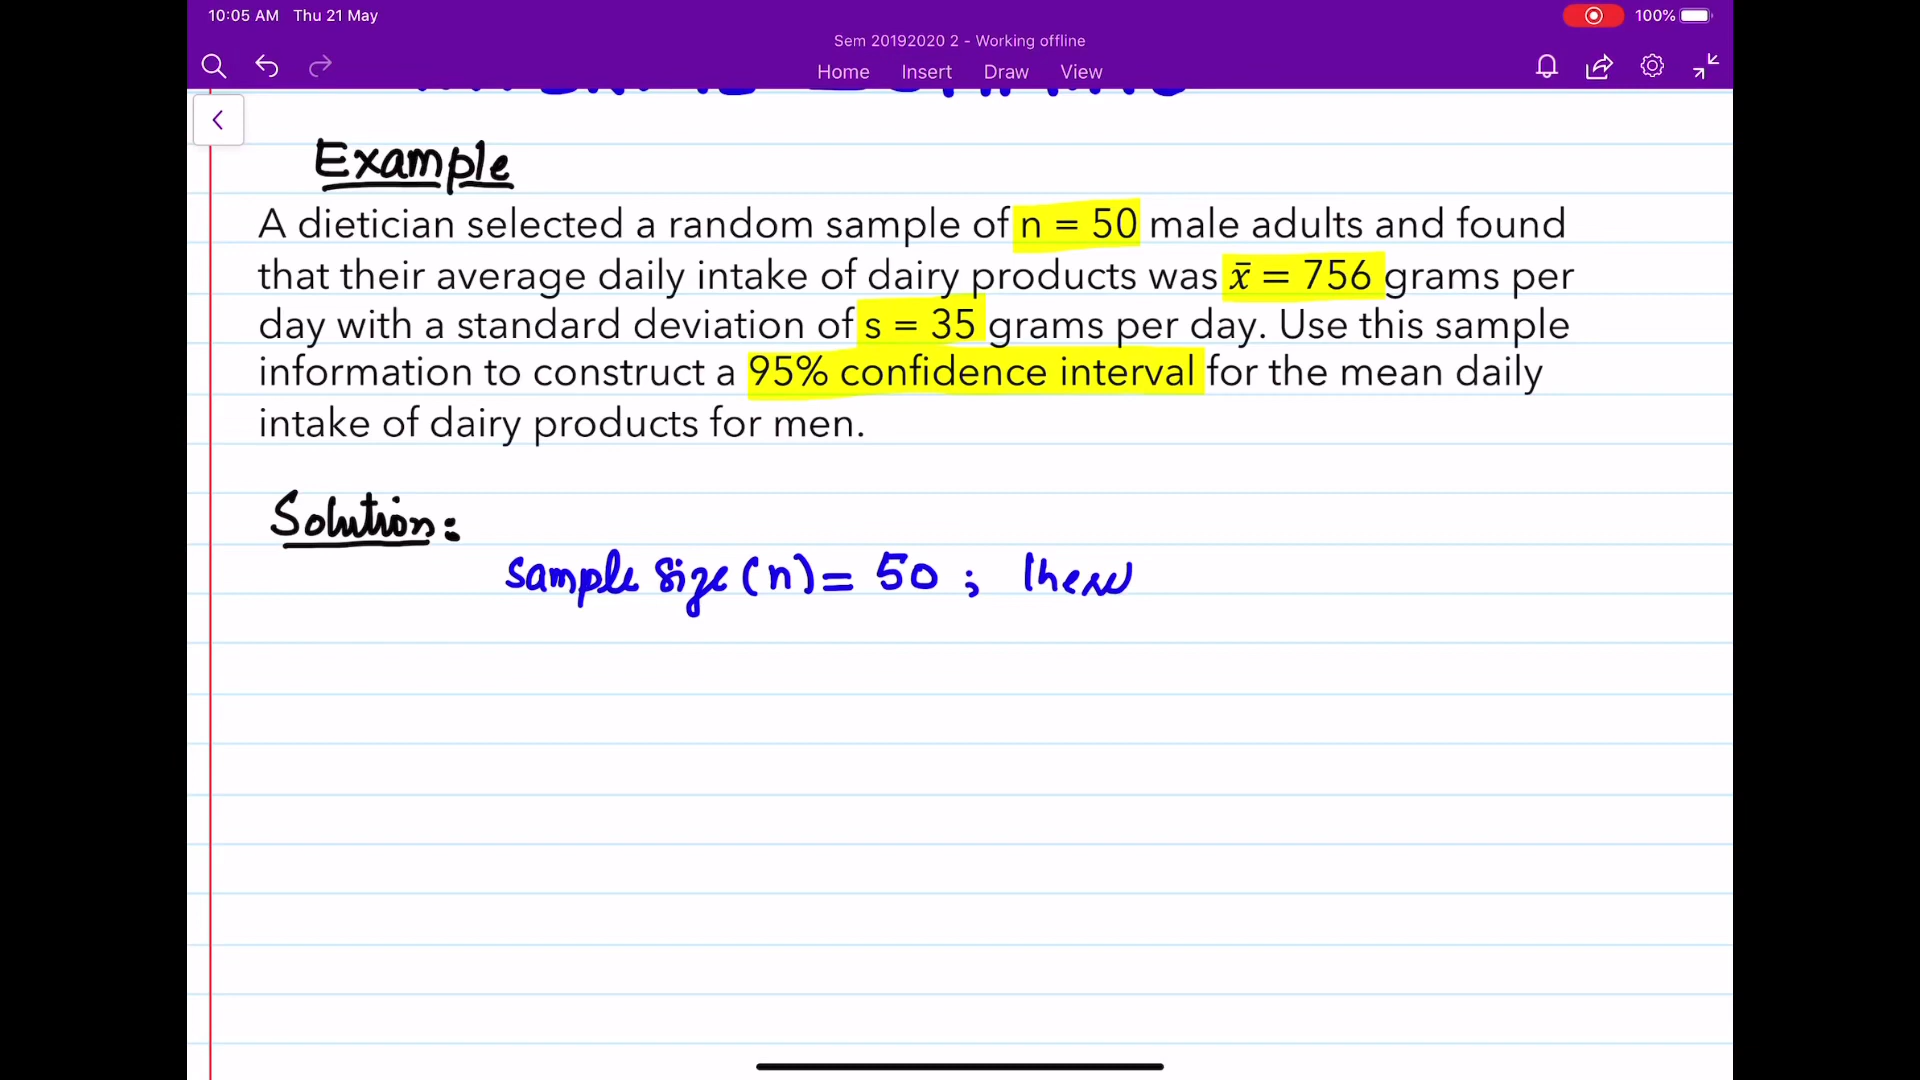 10:05 AM Thu 21 May
100%
Sem 20192020 2 - Working offline
Home Insert Draw View
Example
A dietician selected a random sample of n = 50 male adults and found
that their average daily intake of dairy products was x̄ = 756 grams per
day with a standard deviation of s = 35 grams per day. Use this sample
information to construct a 95% confidence interval for the mean daily
intake of dairy products for men.
Solution:
Sample size (n) = 50 ;